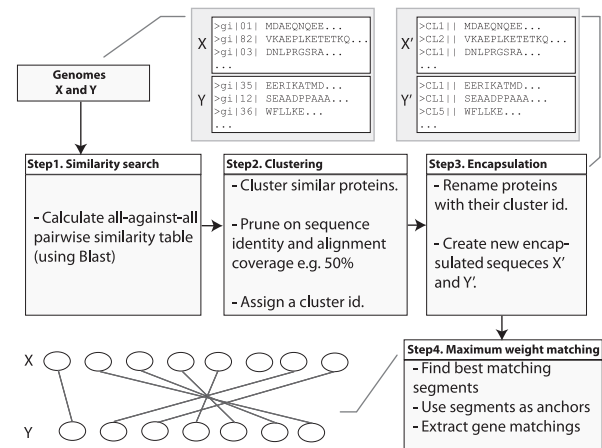 X
>gi|01| MDAEQNQEE...
>gi|82| VKAEPLKETETKQ...
>gi|03| DNLPRGSRA...
...
Y
>gi|35| EERIKATMD...
>gi|12| SEAADPPAAA...
>gi|36| WFLLKE...
...
X'
>CL1|| MDAEQNQEE...
>CL2|| VKAEPLKETETKQ...
>CL1|| DNLPRGSRA...
...
Y'
>CL1|| EERIKATMD...
>CL1|| SEAADPPAAA...
>CL5|| WFLLKE...
...
Genomes
X and Y
Step1. Similarity search
- Calculate all-against-all
pairwise similarity table
(using Blast)
Step2. Clustering
- Cluster similar proteins.
- Prune on sequence
identity and alignment
coverage e.g. 50%
- Assign a cluster id.
Step3. Encapsulation
- Rename proteins
with their cluster id.
- Create new encap-
sulated sequeces X'
and Y'.
Step4. Maximum weight matching
- Find best matching
segments
- Use segments as anchors
- Extract gene matchings
X
Y